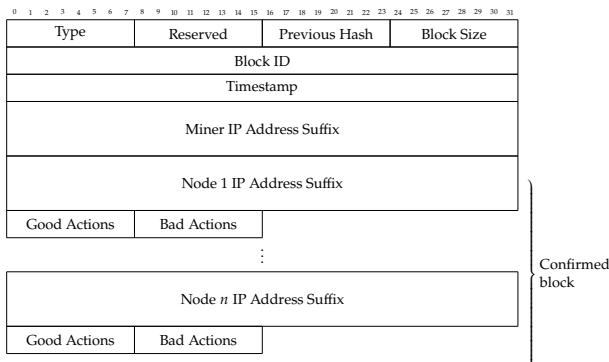 0 1 2 3 4 5 6 7 8 9 10 11 12 13 14 15 16 17 18 19 20 21 22 23 24 25 26 27 28 29 30 31
Type Reserved Previous Hash Block Size
Block ID
Timestamp
Miner IP Address Suffix
Node 1 IP Address Suffix
Good Actions Bad Actions
⋮
Confirmed
block
Node n IP Address Suffix
Good Actions Bad Actions